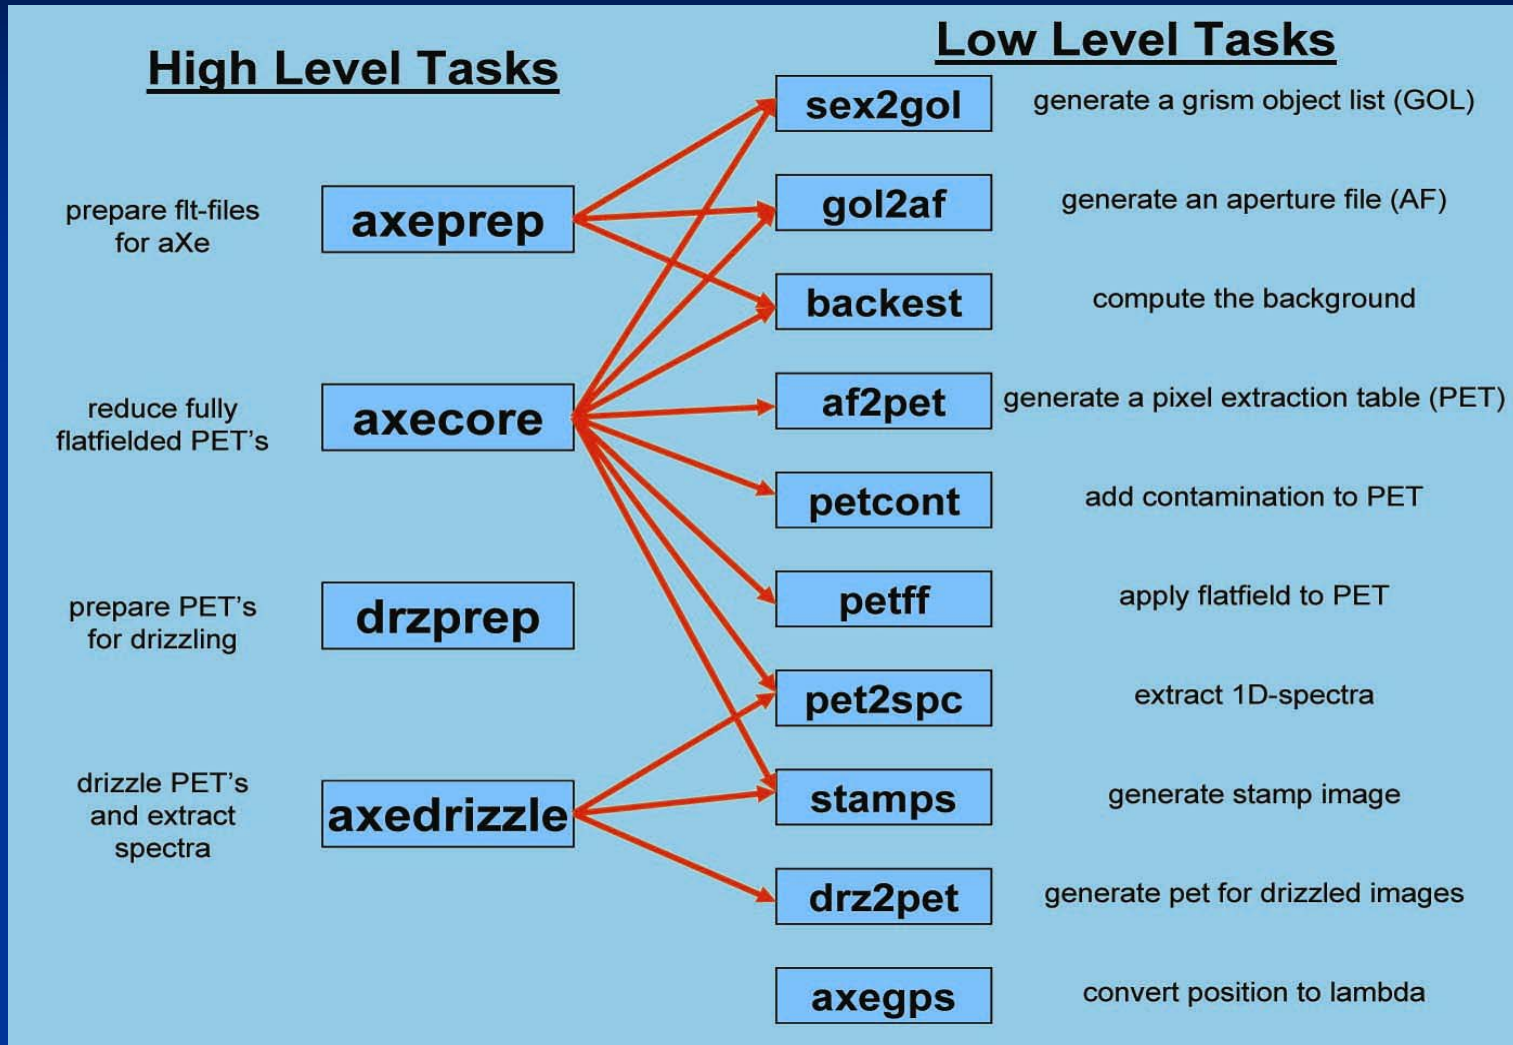 High Level Tasks
prepare flt-files
for aXe
axeprep
reduce fully
flatfielded PET's
axecore
prepare PET's
for drizzling
drzprep
drizzle PET's
and extract
spectra
axedrizzle
Low Level Tasks
sex2gol
generate a grism object list (GOL)
gol2af
generate an aperture file (AF)
backest
compute the background
af2pet
generate a pixel extraction table (PET)
petcont
add contamination to PET
petff
apply flatfield to PET
pet2spc
extract 1D-spectra
stamps
generate stamp image
drz2pet
generate pet for drizzled images
axegps
convert position to lambda